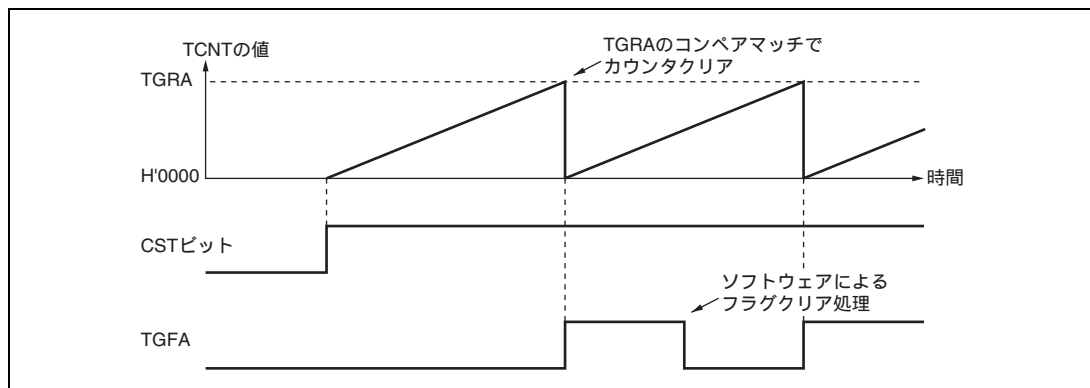 TCNTの値
TGRAのコンペアマッチで
カウンタクリア
TGRA
H'0000
時間
CSTビット
ソフトウェアによる
フラグクリア処理
TGFA